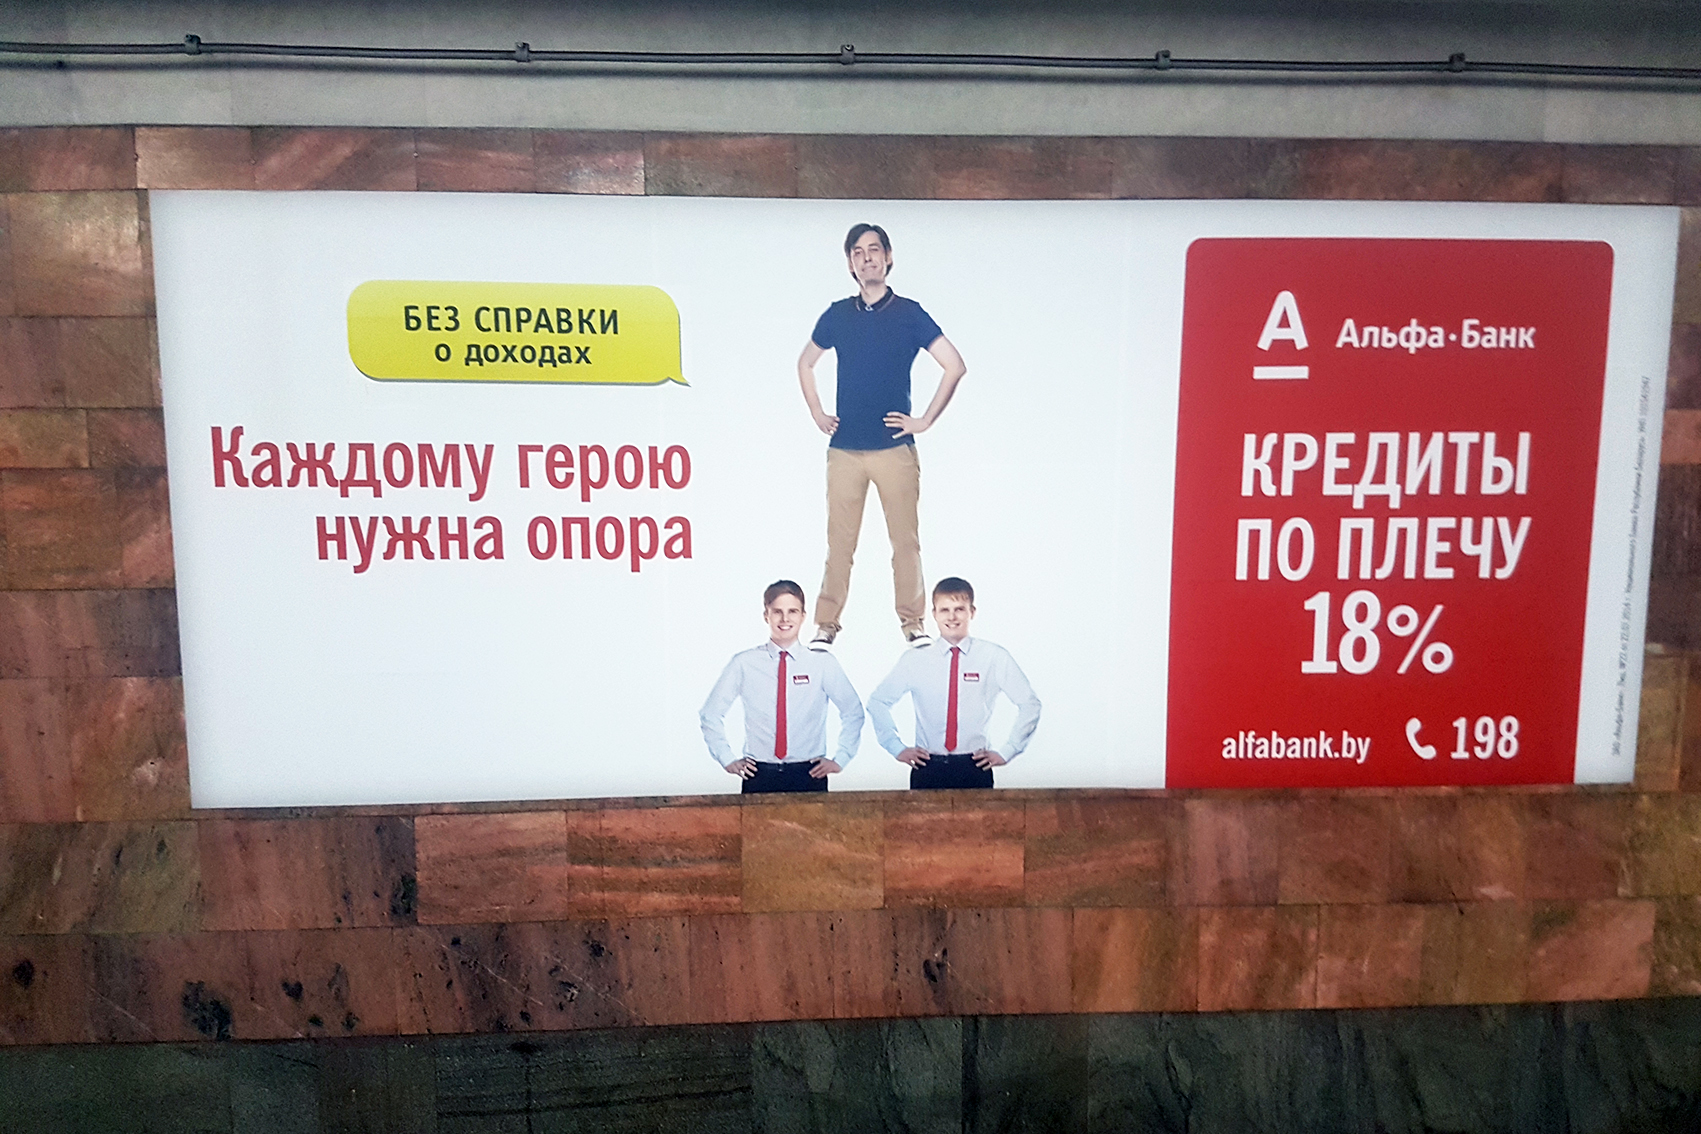 БЕЗ СПРАВКИ
о доходах
Каждому герою
нужна опора
А
Альфа·Банк
КРЕДИТЫ
ПО ПЛЕЧУ
18%
alfabank.by
198